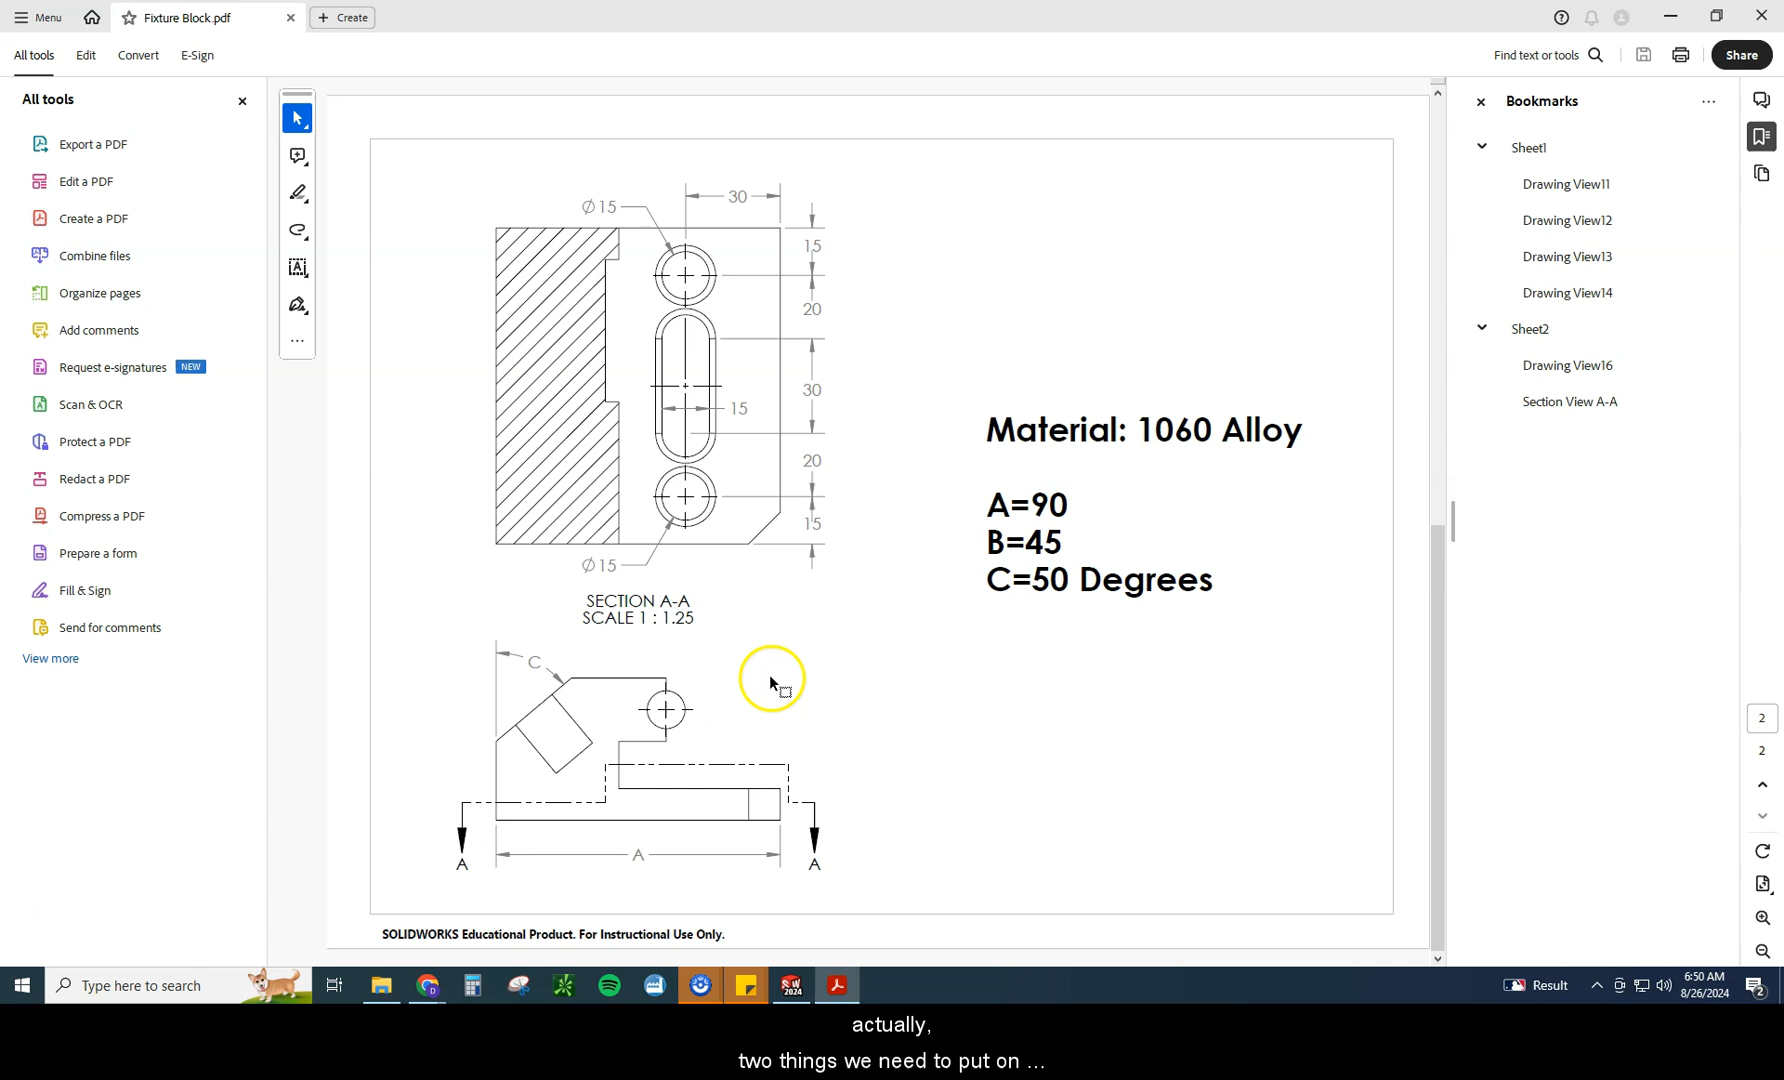 Menu
Fixture Block.pdf
Create
All tools
Edit
Convert
E-Sign
Find text or tools
Share
All tools
Export a PDF
Edit a PDF
Create a PDF
Combine files
Organize pages
Add comments
Request e-signatures NEW
Scan & OCR
Protect a PDF
Redact a PDF
Compress a PDF
Prepare a form
Fill & Sign
Send for comments
View more
30
Ø15
15
20
30
15
20
15
Ø15
SECTION A-A
SCALE 1 : 1.25
C
A
A
A
Material: 1060 Alloy
A=90
B=45
C=50 Degrees
SOLIDWORKS Educational Product. For Instructional Use Only.
Bookmarks
Sheet1
Drawing View11
Drawing View12
Drawing View13
Drawing View14
Sheet2
Drawing View16
Section View A-A
2
2
Type here to search
SW
2024
Result
6:50 AM
8/26/2024
2
actually,
two things we need to put on ...